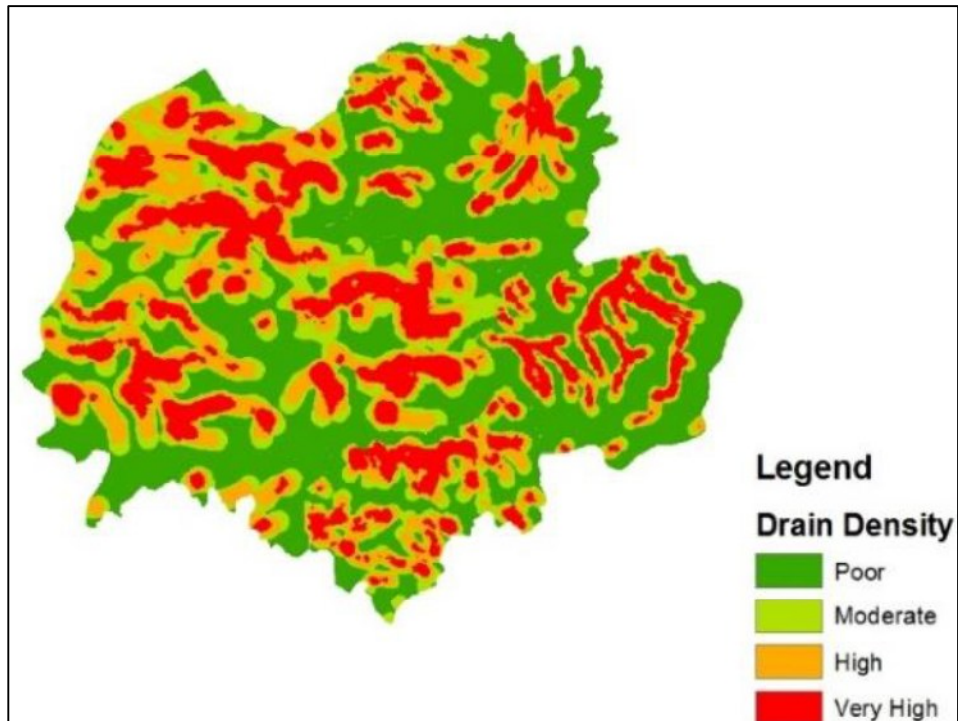 Legend
Drain Density
Poor
Moderate
High
Very High